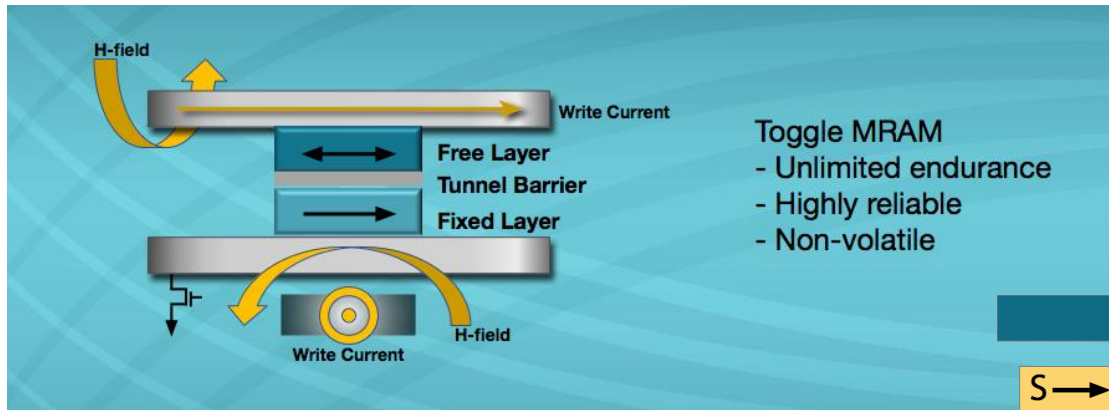 H-field
Write Current
Free Layer
Tunnel Barrier
Fixed Layer
H-field
Write Current
Toggle MRAM
- Unlimited endurance
- Highly reliable
- Non-volatile
S